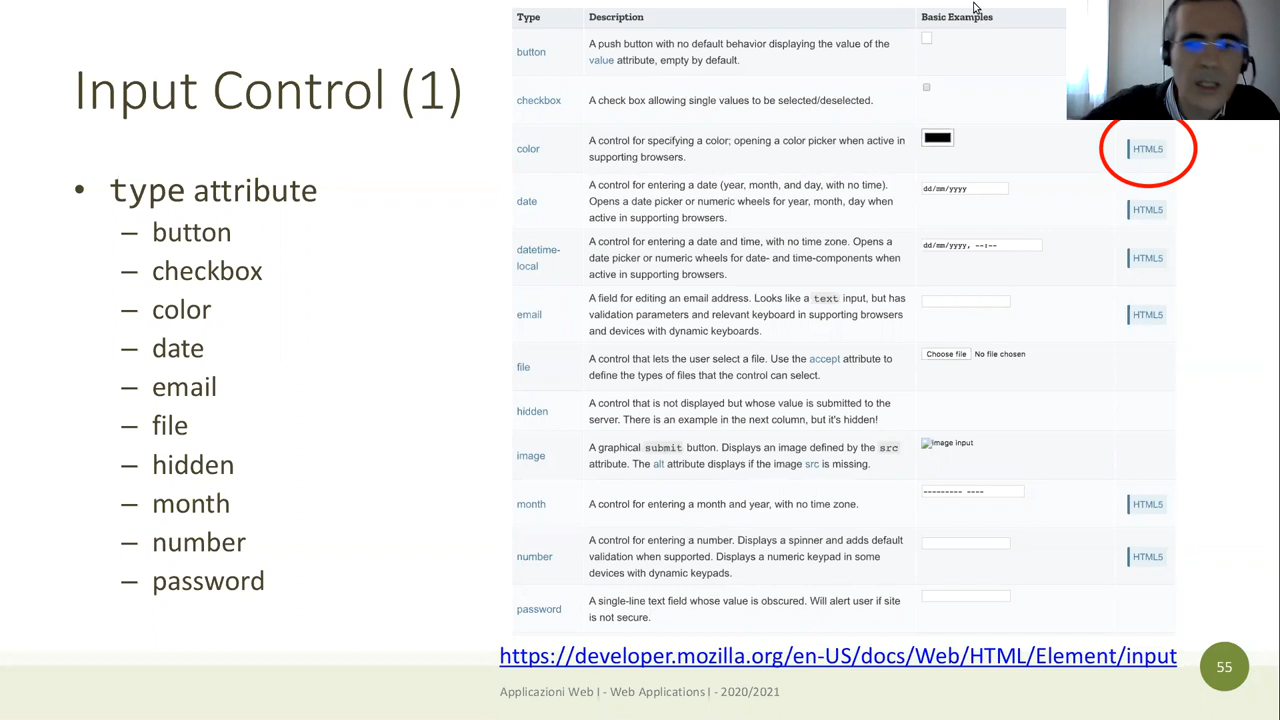 Input Control (1)
• type attribute
– button
– checkbox
– color
– date
– email
– file
– hidden
– month
– number
– password
Type Description Basic Examples
button A push button with no default behavior displaying the value of the
value attribute, empty by default.
checkbox A check box allowing single values to be selected/deselected.
color A control for specifying a color; opening a color picker when active in
supporting browsers.
HTML5
date A control for entering a date (year, month, and day, with no time).
Opens a date picker or numeric wheels for year, month, day when
active in supporting browsers.
dd/mm/yyyy
HTML5
datetime-
local
A control for entering a date and time, with no time zone. Opens a
date picker or numeric wheels for date- and time-components when
active in supporting browsers.
dd/mm/yyyy, --:--
HTML5
email A field for editing an email address. Looks like a text input, but has
validation parameters and relevant keyboard in supporting browsers
and devices with dynamic keyboards.
HTML5
file A control that lets the user select a file. Use the accept attribute to
define the types of files that the control can select.
Choose file No file chosen
hidden A control that is not displayed but whose value is submitted to the
server. There is an example in the next column, but it's hidden!
image A graphical submit button. Displays an image defined by the src
attribute. The alt attribute displays if the image src is missing.
image input
month A control for entering a month and year, with no time zone.
--------- ----
HTML5
number A control for entering a number. Displays a spinner and adds default
validation when supported. Displays a numeric keypad in some
devices with dynamic keypads.
HTML5
password A single-line text field whose value is obscured. Will alert user if site
is not secure.
https://developer.mozilla.org/en-US/docs/Web/HTML/Element/input
Applicazioni Web I - Web Applications I - 2020/2021
55